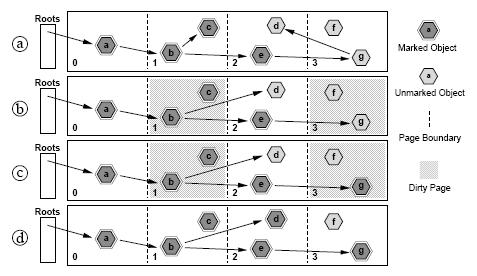 Roots
a
a
b
c
d
e
f
g
0
1
2
3
a
Marked Object
a
Unmarked Object
Page Boundary
Dirty Page
Roots
b
a
b
c
d
e
f
g
0
1
2
3
Roots
c
a
b
c
d
e
f
g
0
1
2
3
Roots
d
a
b
c
d
e
f
g
0
1
2
3